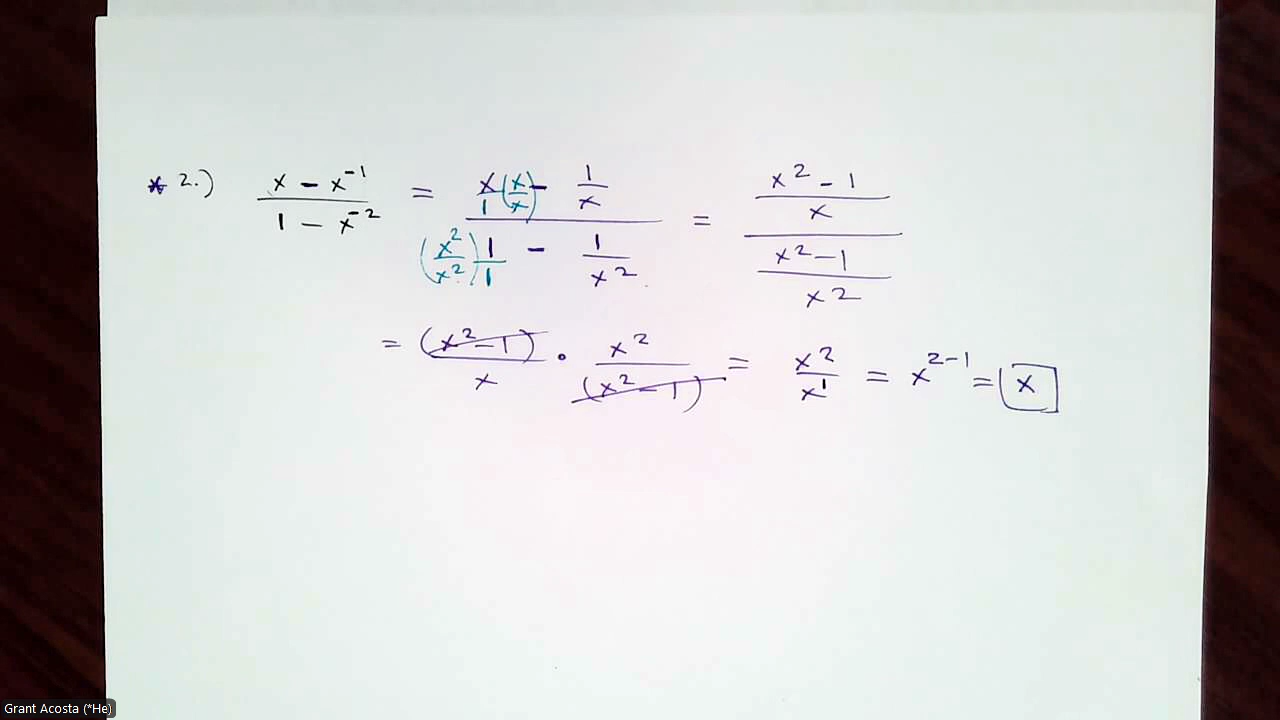 * 2.) (x - x⁻¹)/(1 - x⁻²) = ((x/1)(x/x) - 1/x)/((x²/x²)(1/1) - 1/x²) = ((x² - 1)/x)/((x² - 1)/x²)
= (x² - 1)/x · x²/(x² - 1) = x²/x¹ = x²⁻¹ = x
Grant Acosta (*He)